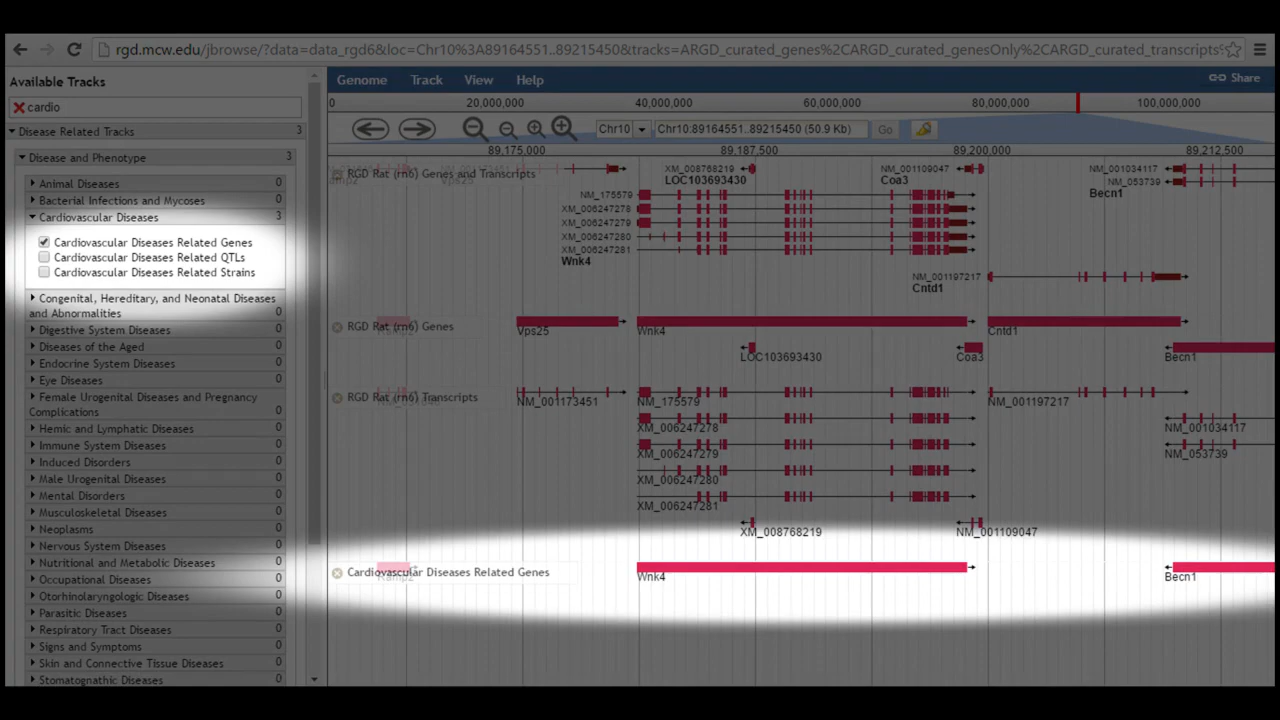 rgd.mcw.edu/jbrowse/?data=data_rgd6&loc=Chr10%3A89164551..89215450&tracks=ARGD_curated_genes%2CARGD_curated_genesOnly%2CARGD_curated_transcripts%
Available Tracks
cardio
Disease Related Tracks 3
Disease and Phenotype 3
Animal Diseases 0
Bacterial Infections and Mycoses 0
Cardiovascular Diseases 3
Cardiovascular Diseases Related Genes
Cardiovascular Diseases Related QTLs
Cardiovascular Diseases Related Strains
Congenital, Hereditary, and Neonatal Diseases
and Abnormalities 0
Digestive System Diseases 0
Diseases of the Aged 0
Endocrine System Diseases 0
Eye Diseases 0
Female Urogenital Diseases and Pregnancy
Complications 0
Hemic and Lymphatic Diseases 0
Immune System Diseases 0
Induced Disorders 0
Male Urogenital Diseases 0
Mental Disorders 0
Musculoskeletal Diseases 0
Neoplasms 0
Nervous System Diseases 0
Nutritional and Metabolic Diseases 0
Occupational Diseases 0
Otorhinolaryngologic Diseases 0
Parasitic Diseases 0
Respiratory Tract Diseases 0
Signs and Symptoms 0
Skin and Connective Tissue Diseases 0
Stomatognathic Diseases 0
Genome Track View Help Share
0 20,000,000 40,000,000 60,000,000 80,000,000 100,000,000
Chr10 Chr10:89164551..89215450 (50.9 Kb) Go
89,175,000 89,187,500 89,200,000 89,212,500
RGD Rat (rn6) Genes and Transcripts
Vps25
XM_008768219
LOC103693430
NM_001109047
Coa3
NM_001034117
NM_053739
Becn1
NM_175579
XM_006247278
XM_006247279
XM_006247280
XM_006247281
Wnk4
NM_001197217
Cntd1
RGD Rat (rn6) Genes
Vps25 Wnk4 Cntd1
LOC103693430 Coa3 Becn1
RGD Rat (rn6) Transcripts
NM_001173451 NM_175579 NM_001197217
XM_006247278 NM_001034117
XM_006247279 NM_053739
XM_006247280
XM_006247281
XM_008768219 NM_001109047
Cardiovascular Diseases Related Genes
Ramp2 Wnk4 Becn1